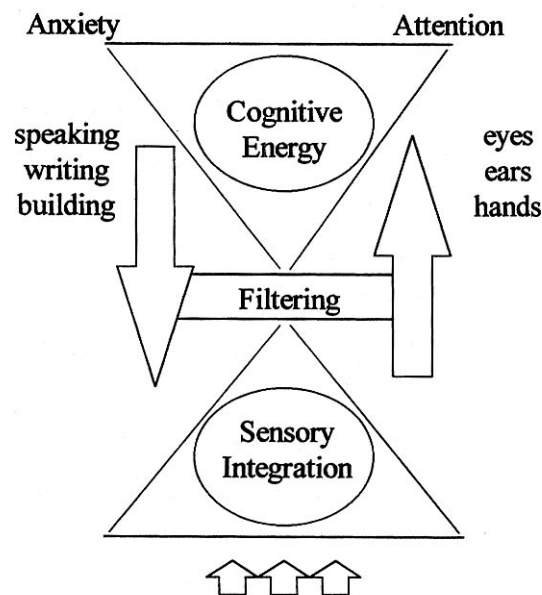 Anxiety
Attention
Cognitive
Energy
speaking
writing
building
eyes
ears
hands
Filtering
Sensory
Integration